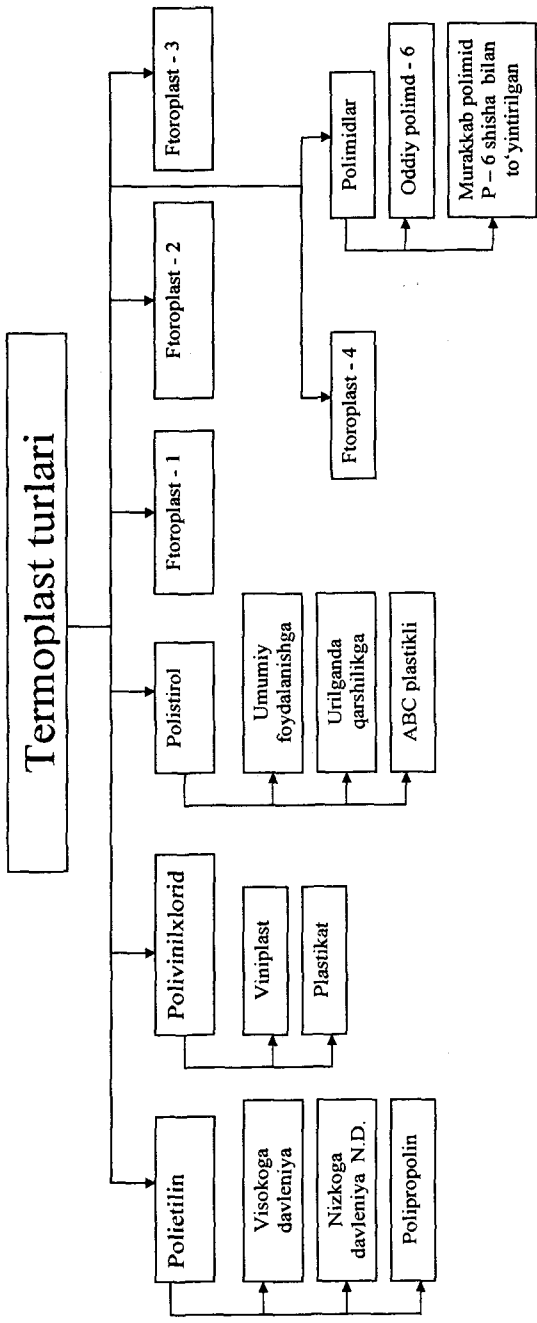 Termoplast turlari
Polietilin
Visokoga
davleniya
Nizkoga
davleniya N.D.
Polipropolin
Polivinilxlorid
Viniplast
Plastikat
Polistirol
Umumiy
foydalanishga
Urilganda
qarshilikga
ABC plastikli
Ftoroplast - 1
Ftoroplast - 2
Ftoroplast - 3
Ftoroplast - 4
Polimidlar
Oddiy polimd - 6
Murakkab polimid
P – 6 shisha bilan
to‘yintirilgan